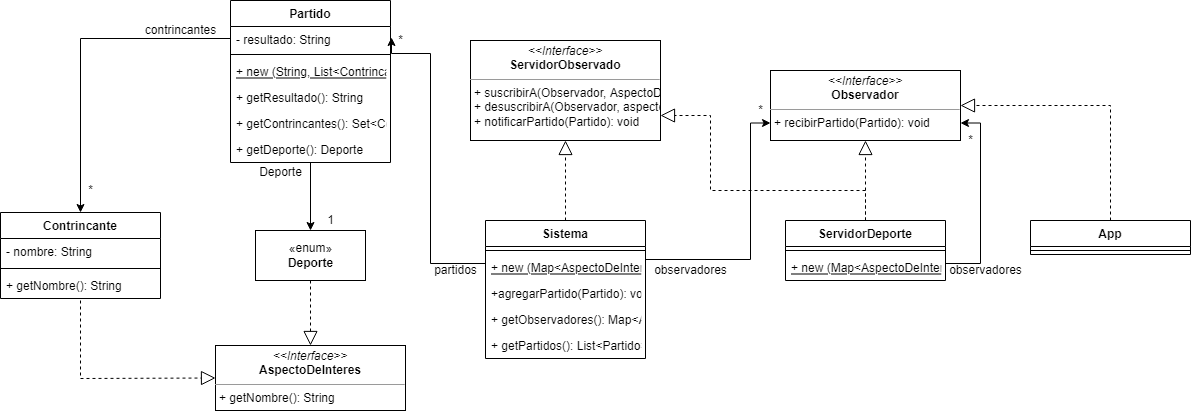 Partido
- resultado: String
+ new (String, List<Contrinca
+ getResultado(): String
+ getContrincantes(): Set<C
+ getDeporte(): Deporte
contrincantes
*
Contrincante
- nombre: String
+ getNombre(): String
Deporte
1
«enum»
Deporte
<<Interface>>
AspectoDeInteres
+ getNombre(): String
*
partidos
<<Interface>>
ServidorObservado
+ suscribirA(Observador, AspectoD
+ desuscribirA(Observador, aspecto
+ notificarPartido(Partido): void
Sistema
+ new (Map<AspectoDeInter
+agregarPartido(Partido): vo
+ getObservadores(): Map<A
+ getPartidos(): List<Partido
observadores
*
<<Interface>>
Observador
+ recibirPartido(Partido): void
*
ServidorDeporte
+ new (Map<AspectoDeInter
observadores
App